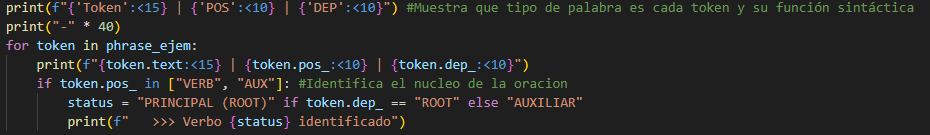 print(f"{'Token':<15} | {'POS':<10} | {'DEP':<10}") #Muestra que tipo de palabra es cada token y su función sintáctica
print("-" * 40)
for token in phrase_ejem:
    print(f"{token.text:<15} | {token.pos_:<10} | {token.dep_:<10}")
    if token.pos_ in ["VERB", "AUX"]: #Identifica el nucleo de la oracion
        status = "PRINCIPAL (ROOT)" if token.dep_ == "ROOT" else "AUXILIAR"
        print(f"   >>> Verbo {status} identificado")